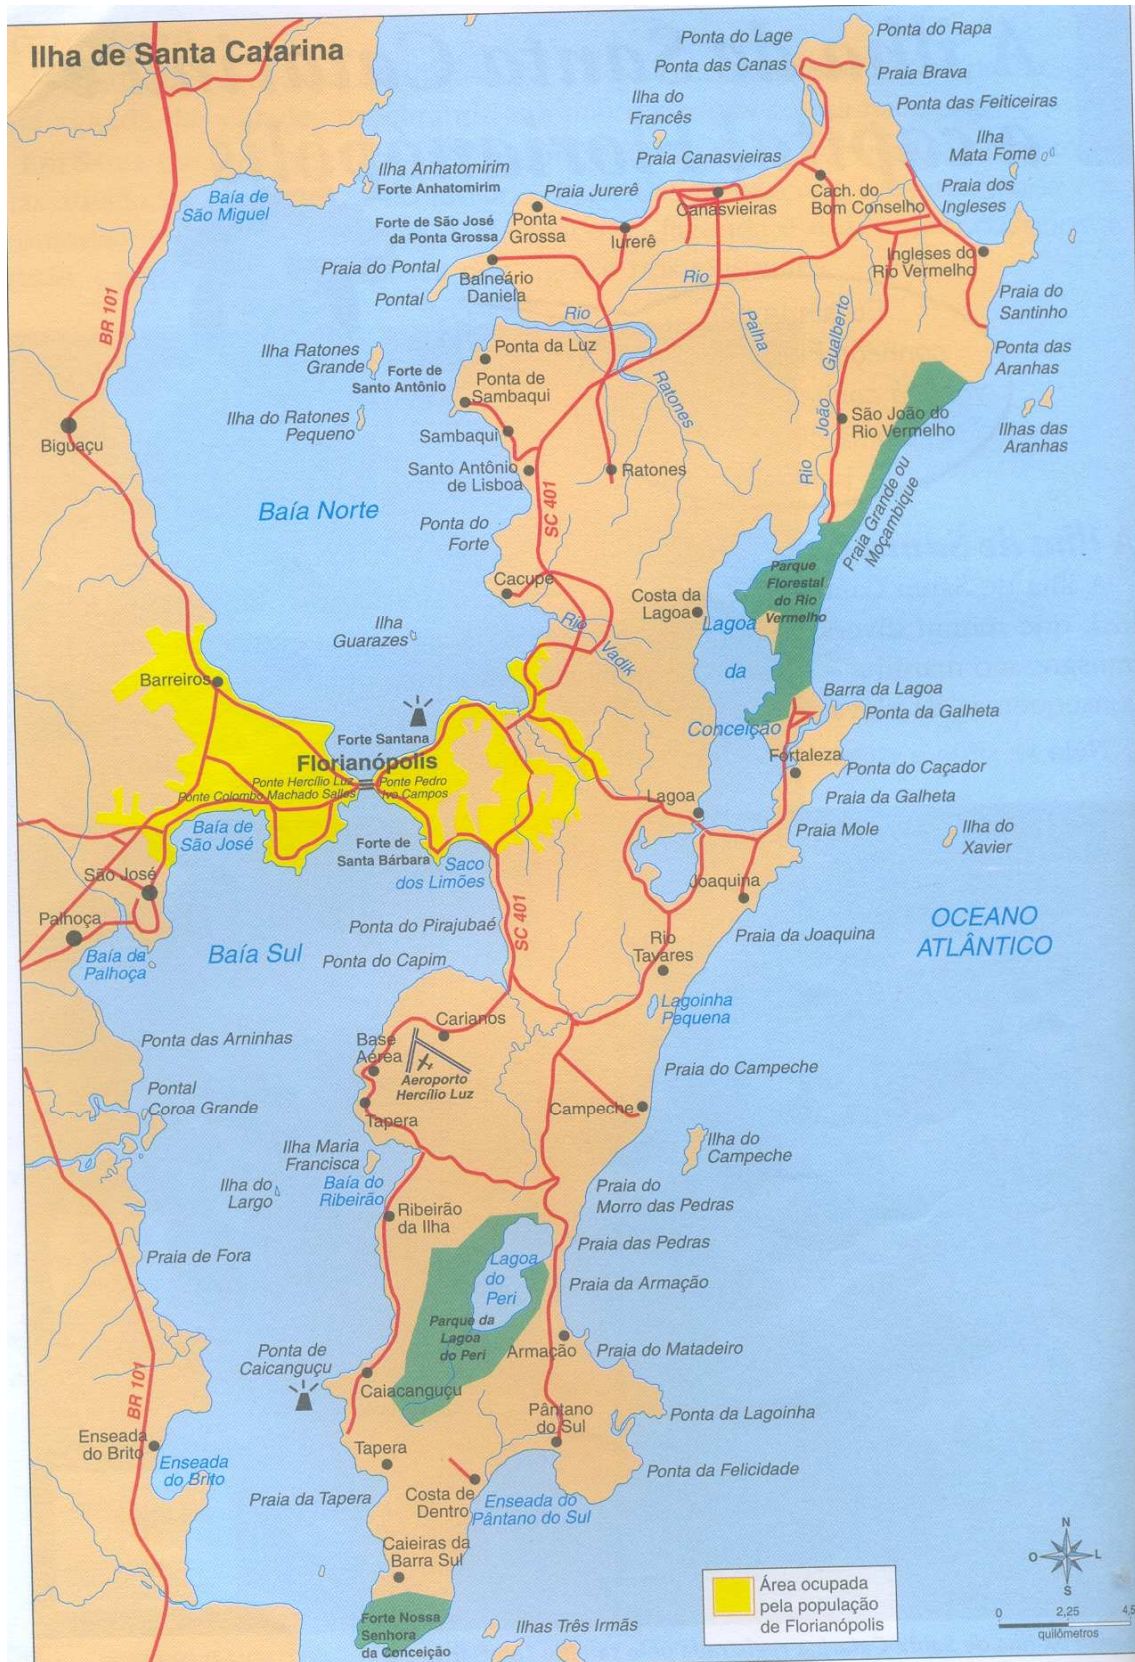 Ilha de Santa Catarina
Ponta do Lage
Ponta do Rapa
Ponta das Canas
Praia Brava
Ilha do
Francês
Ponta das Feiticeiras
Ilha
Mata Fome
Praia Canasvieiras
Ilha Anhatomirim
Forte Anhatomirim
Baía de
São Miguel
Praia Jurerê
Canasvieiras
Cach. do
Bom Conselho
Praia dos
Ingleses
Forte de São José
da Ponta Grossa
Ponta
Grossa
Iurerê
Ingleses do
Rio Vermelho
Praia do Pontal
Pontal
Balneário
Daniela
Rio
Rio
Palha
Ratones
Praia do
Santinho
BR 101
Ilha Ratones
Grande
Forte de
Santo Antônio
Ponta da Luz
Ponta de
Sambaqui
Rio João Gualberto
Ponta das
Aranhas
Ilha do Ratones
Pequeno
Sambaqui
São João do
Rio Vermelho
Ilhas das
Aranhas
Biguaçu
Santo Antônio
de Lisboa
Ratones
Baía Norte
SC 401
Praia Grande ou
Moçambique
Ponta do
Forte
Cacupe
Costa da
Lagoa
Parque
Florestal
do Rio
Vermelho
Ilha
Guarazes
Rio
Vadik
Lagoa
da
Conceição
Barreiros
Barra da Lagoa
Ponta da Galheta
Forte Santana
Florianópolis
Ponte Hercílio Luz
Ponte Colombo Machado Salles
Ponte Pedro
Ivo Campos
Fortaleza
Ponta do Caçador
Lagoa
Praia da Galheta
Praia Mole
Ilha do
Xavier
Baía de
São José
Forte de
Santa Bárbara
Saco
dos Limões
São José
Joaquina
Palhoça
Ponta do Pirajubaé
SC 401
OCEANO
ATLÂNTICO
Baía da
Palhoça
Baía Sul
Ponta do Capim
Rio
Tavares
Praia da Joaquina
Lagoinha
Pequena
Ponta das Arninhas
Carianos
Base
Aérea
Aeroporto
Hercílio Luz
Praia do Campeche
Pontal
Coroa Grande
Tapera
Campeche
Ilha Maria
Francisca
Ilha do
Campeche
Ilha do
Largo
Baía do
Ribeirão
Praia do
Morro das Pedras
Ribeirão
da Ilha
Praia de Fora
Lagoa
do
Peri
Praia das Pedras
Praia da Armação
Parque da
Lagoa
do Peri
Ponta de
Caicanguçu
Armação
Praia do Matadeiro
BR 101
Caiacanguçu
Pântano
do Sul
Ponta da Lagoinha
Enseada
do Brito
Enseada
do Brito
Tapera
Ponta da Felicidade
Praia da Tapera
Costa de
Dentro
Enseada do
Pântano do Sul
Caieiras da
Barra Sul
N
O
L
S
Área ocupada
pela população
de Florianópolis
Forte Nossa
Senhora
da Conceição
Ilhas Três Irmãs
0 2,25 4,5
quilômetros